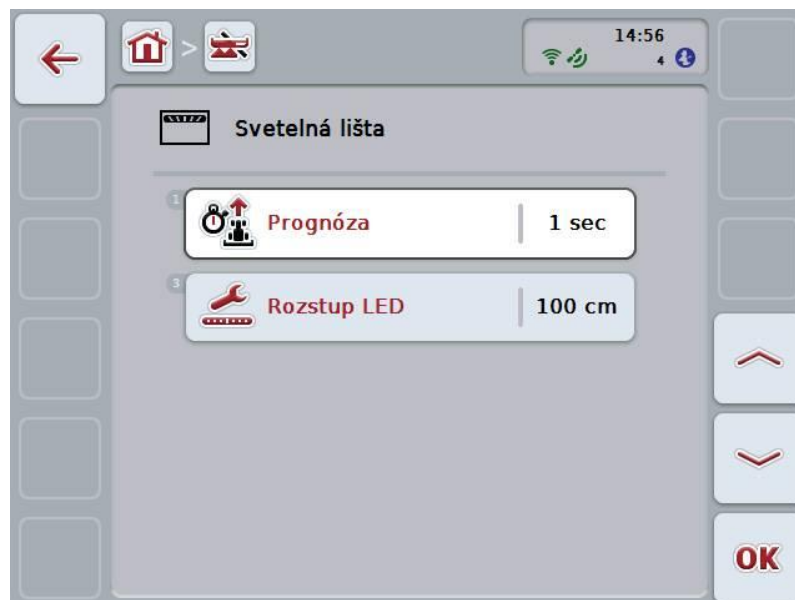 >
14:56
4
Svetelná lišta
1
Prognóza
1 sec
3
Rozstup LED
100 cm
OK